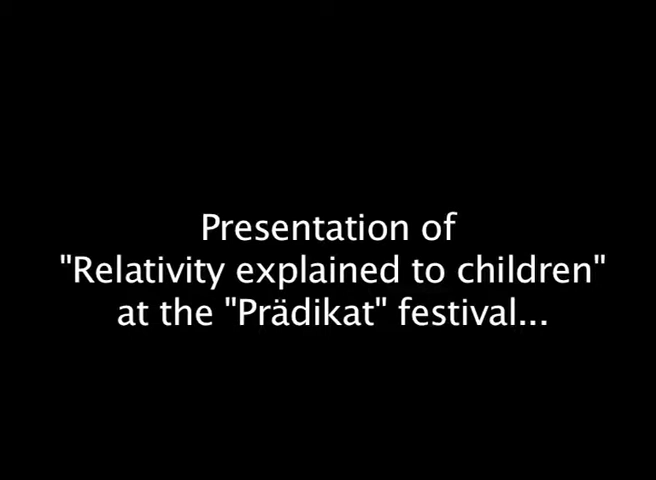 Presentation of
"Relativity explained to children"
at the "Prädikat" festival...